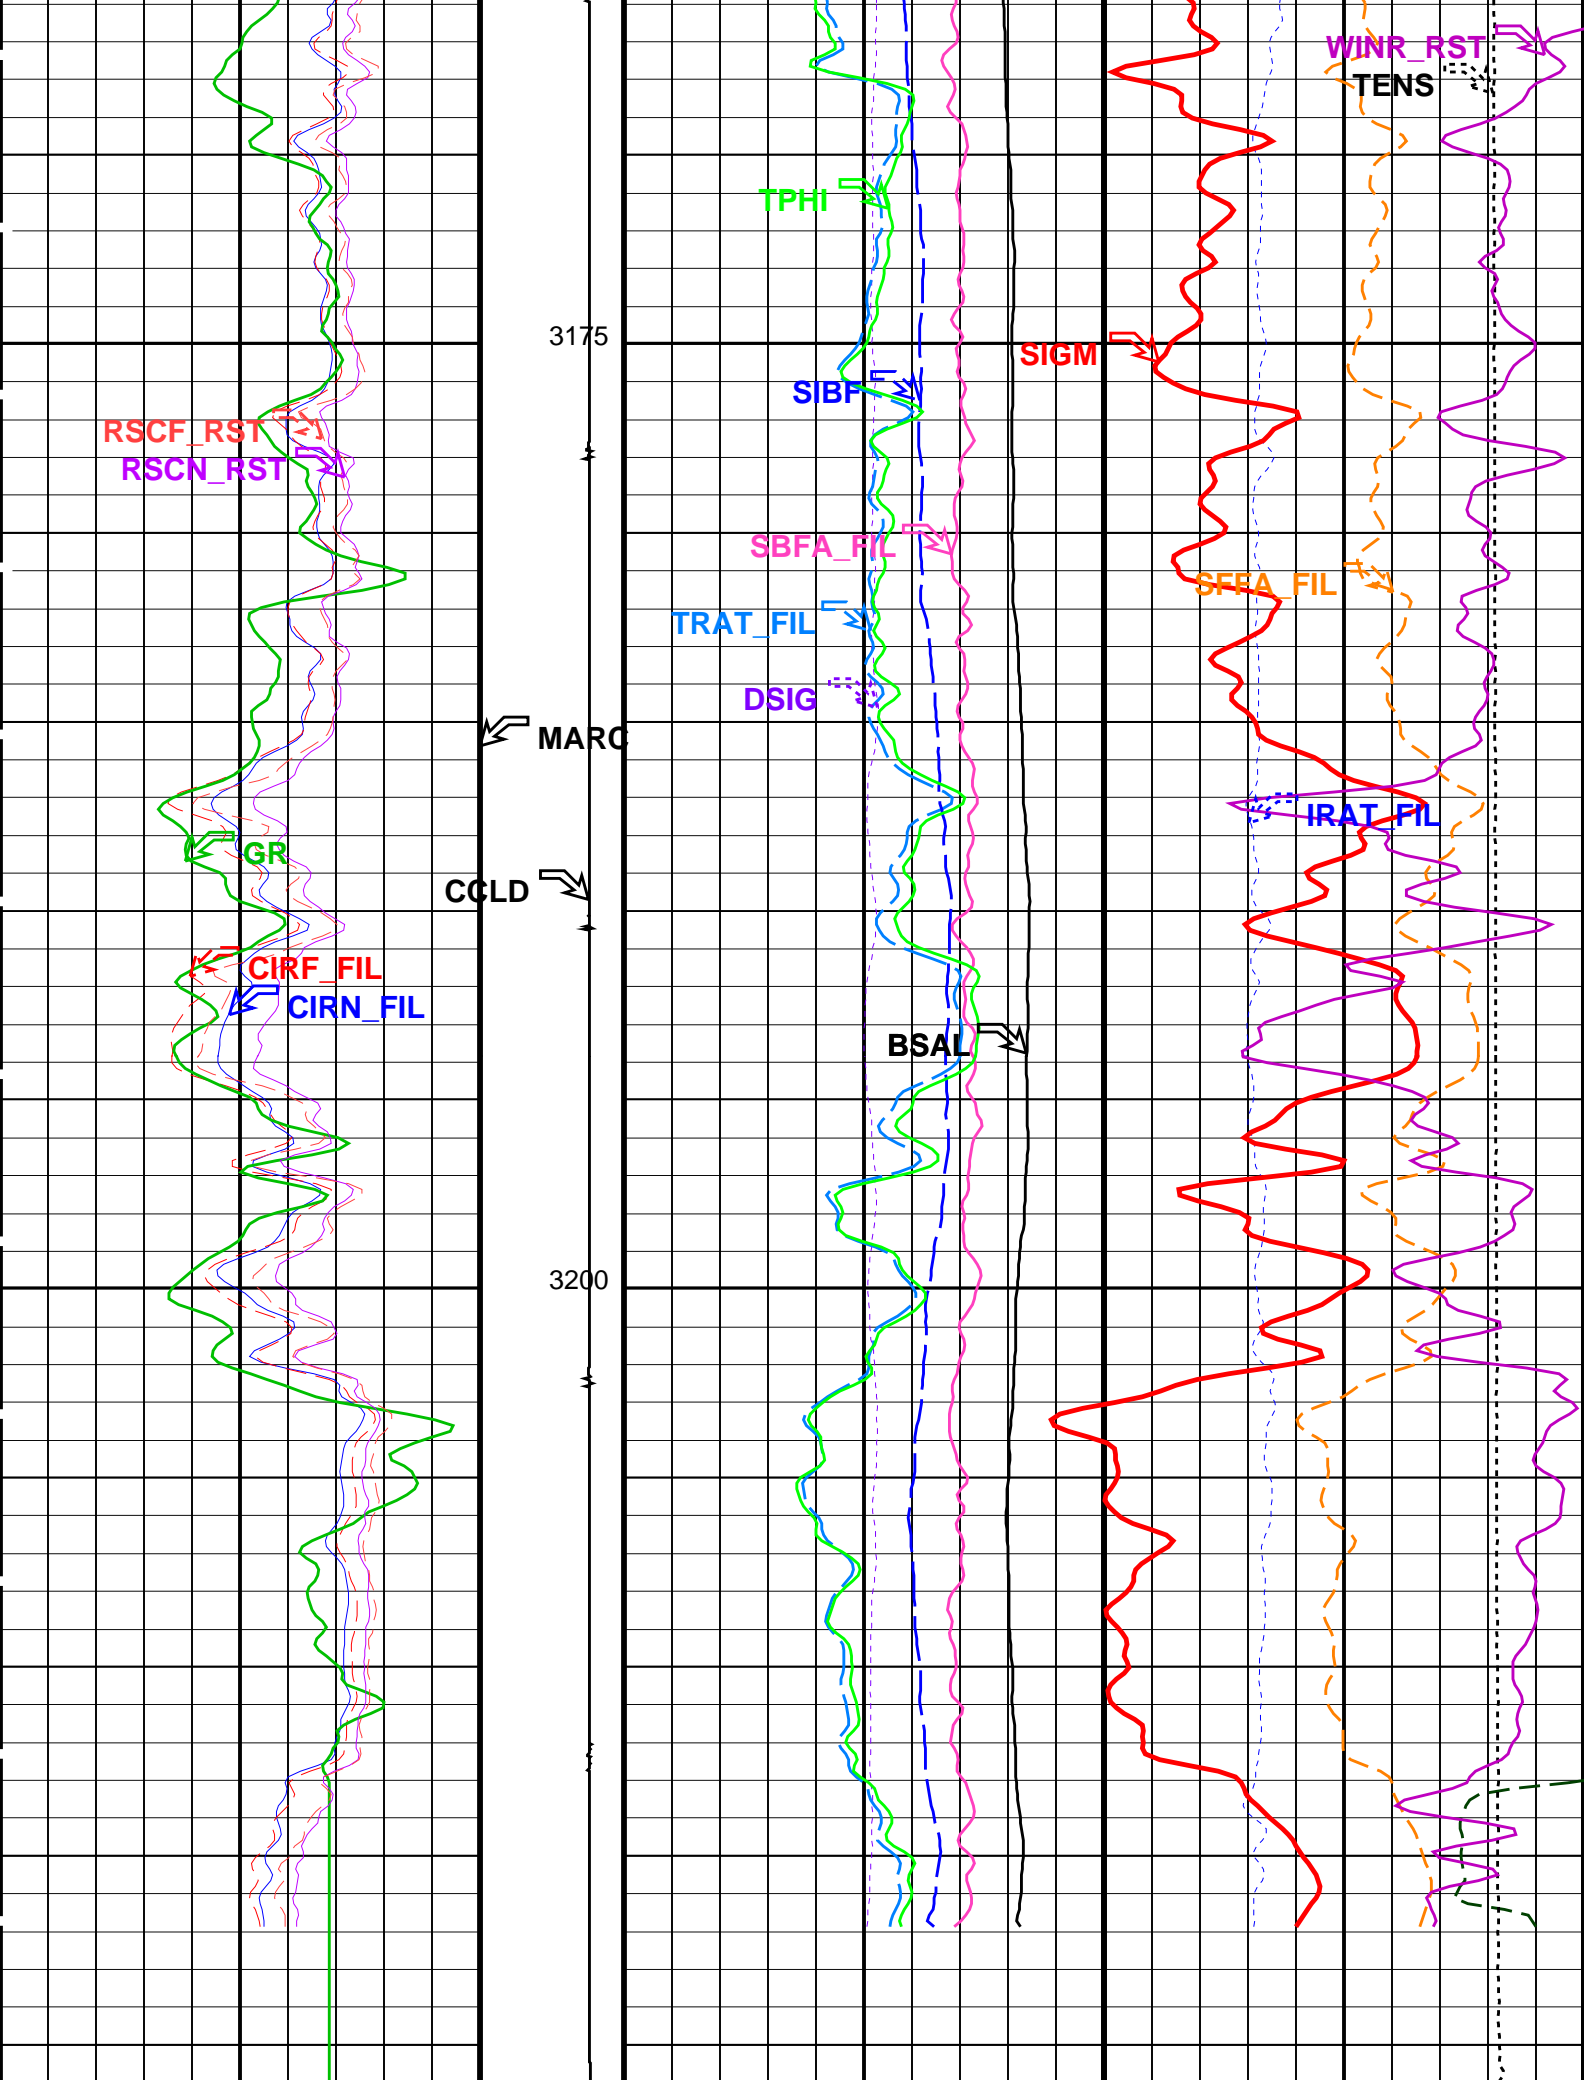 WINR_RST
TENS
TPHI
3175
SIGM
SIBF
RSCF_RST
RSCN_RST
SBFA_FIL
SFFA_FIL
TRAT_FIL
DSIG
MARC
IRAT_FIL
GR
CCLD
CIRF_FIL
CIRN_FIL
BSAL
3200